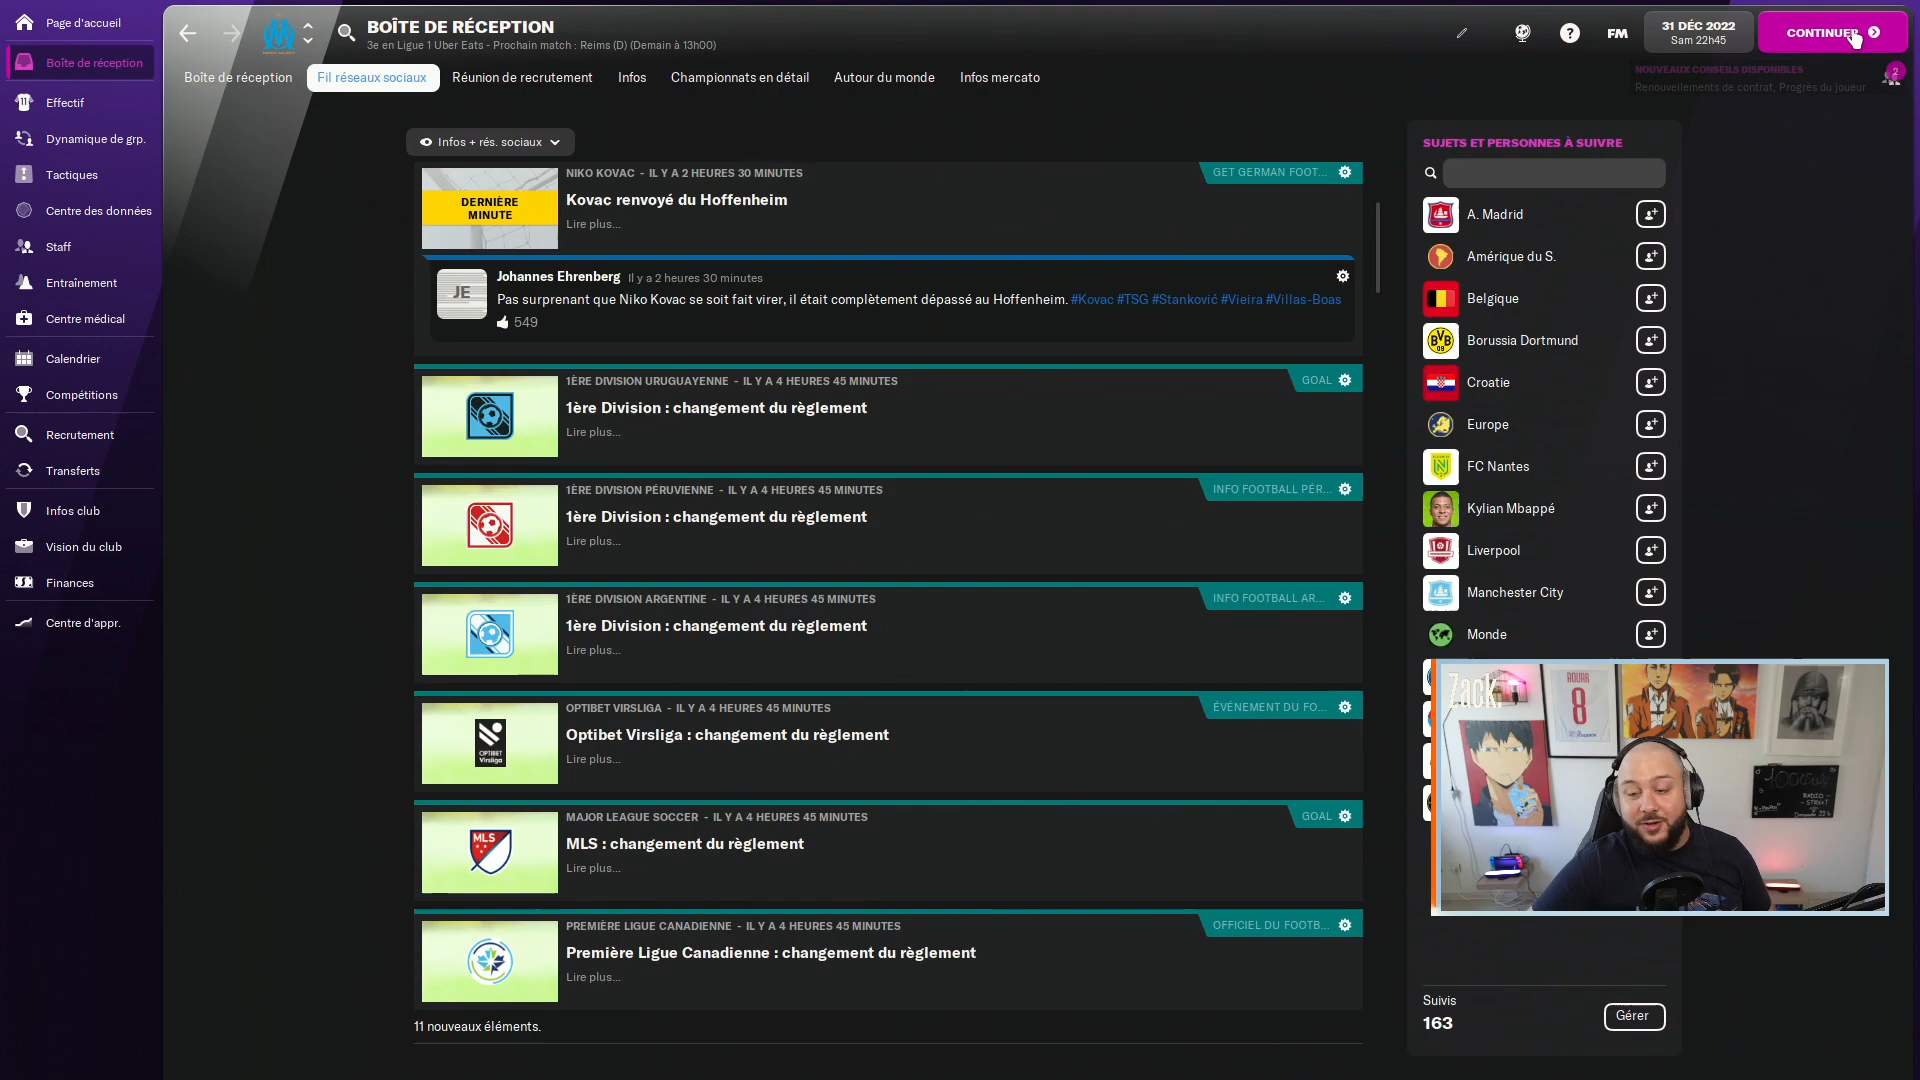 Page d'accueil
Boîte de réception
Effectif
Dynamique de grp.
Tactiques
Centre des données
Staff
Entraînement
Centre médical
Calendrier
Compétitions
Recrutement
Transferts
Infos club
Vision du club
Finances
Centre d'appr.
BOÎTE DE RÉCEPTION
3e en Ligue 1 Uber Eats - Prochain match : Reims (D) (Demain à 13h00)
FM
31 DÉC 2022
Sam 22h45
CONTINUER
Boîte de réception
Fil réseaux sociaux
Réunion de recrutement
Infos
Championnats en détail
Autour du monde
Infos mercato
NOUVEAUX CONSEILS DISPONIBLES
Renouvellements de contrat, Progrès du joueur
2
Infos + rés. sociaux
DERNIÈRE
MINUTE
NIKO KOVAC - IL Y A 2 HEURES 30 MINUTES
GET GERMAN FOOT...
Kovac renvoyé du Hoffenheim
Lire plus...
JE
Johannes Ehrenberg Il y a 2 heures 30 minutes
Pas surprenant que Niko Kovac se soit fait virer, il était complètement dépassé au Hoffenheim. #Kovac #TSG #Stanković #Vieira #Villas-Boas
549
1ÈRE DIVISION URUGUAYENNE - IL Y A 4 HEURES 45 MINUTES
GOAL
1ère Division : changement du règlement
Lire plus...
1ÈRE DIVISION PÉRUVIENNE - IL Y A 4 HEURES 45 MINUTES
INFO FOOTBALL PÉR...
1ère Division : changement du règlement
Lire plus...
1ÈRE DIVISION ARGENTINE - IL Y A 4 HEURES 45 MINUTES
INFO FOOTBALL AR...
1ère Division : changement du règlement
Lire plus...
OPTIBET
Virsliga
OPTIBET VIRSLIGA - IL Y A 4 HEURES 45 MINUTES
ÉVÉNEMENT DU FO...
Optibet Virsliga : changement du règlement
Lire plus...
MLS
MAJOR LEAGUE SOCCER - IL Y A 4 HEURES 45 MINUTES
GOAL
MLS : changement du règlement
Lire plus...
PREMIÈRE LIGUE CANADIENNE - IL Y A 4 HEURES 45 MINUTES
OFFICIEL DU FOOTB...
Première Ligue Canadienne : changement du règlement
Lire plus...
11 nouveaux éléments.
SUJETS ET PERSONNES À SUIVRE
A. Madrid
Amérique du S.
Belgique
BVB
09
Borussia Dortmund
Croatie
Europe
FC Nantes
Kylian Mbappé
Liverpool
Manchester City
Monde
Zack.
ROUAR
8
RADIO
- STREET
Suivis
163
Gérer